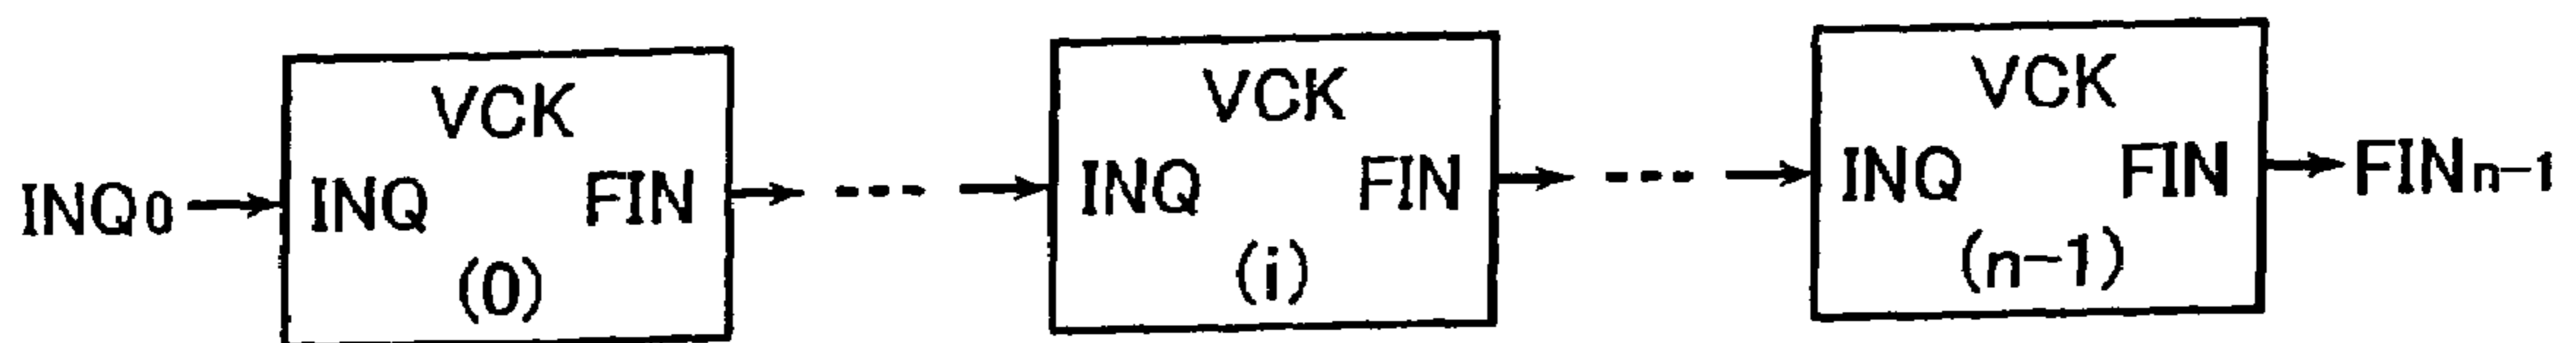 VCK VCK VCK
INQ0 INQ FIN INQ FIN INQ FIN FINn-1
(0) (i) (n-1)